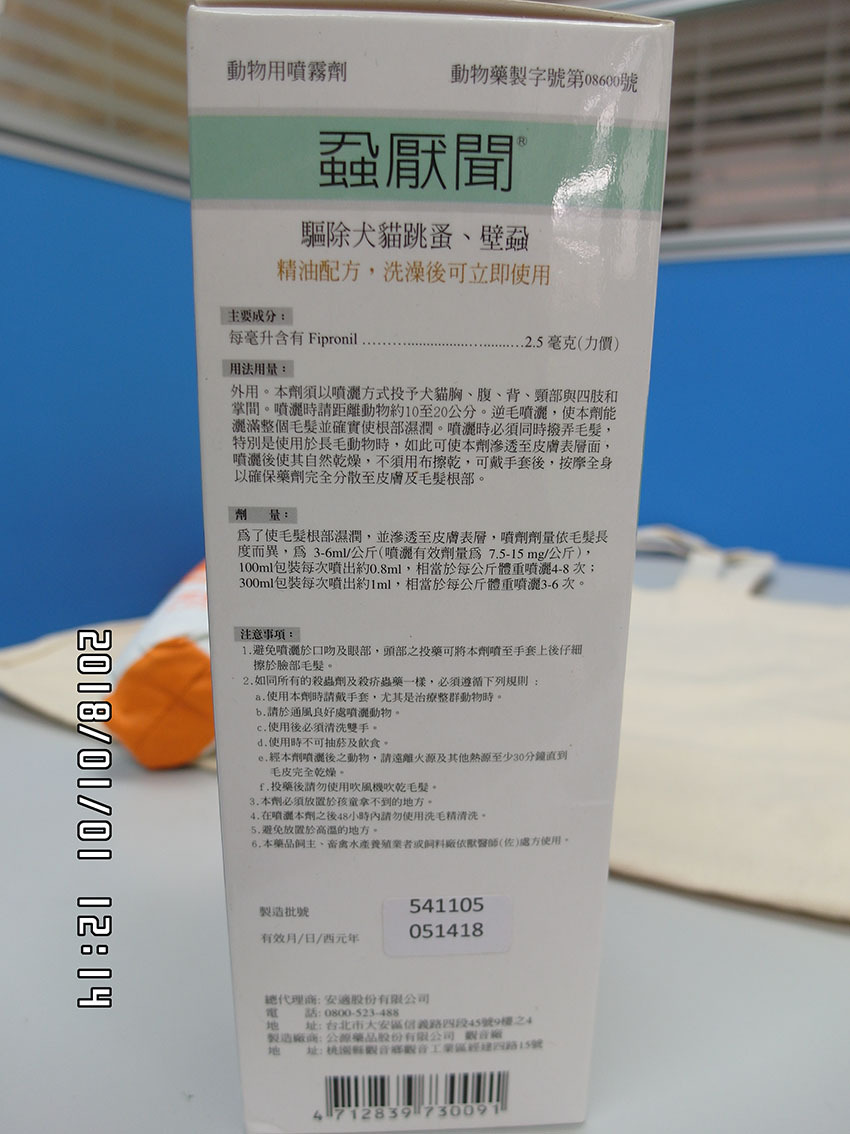 動物用噴霧劑 動物藥製字號第08600號
蝨厭聞®
驅除犬貓跳蚤、壁蝨
精油配方，洗澡後可立即使用
主要成分：
每毫升含有 Fipronil ..............................2.5 毫克(力價)
用法用量：
外用。本劑須以噴灑方式投予犬貓胸、腹、背、頸部與四肢和
掌間。噴灑時請距離動物約10至20公分。逆毛噴灑，使本劑能
灑滿整個毛髮並確實使根部濕潤。噴灑時必須同時撥弄毛髮，
特別是使用於長毛動物時，如此可使本劑滲透至皮膚表層面，
噴灑後使其自然乾燥，不須用布擦乾，可戴手套後，按摩全身
以確保藥劑完全分散至皮膚及毛髮根部。
劑 量：
為了使毛髮根部濕潤，並滲透至皮膚表層，噴劑劑量依毛髮長
度而異，為 3-6ml/公斤(噴灑有效劑量為 7.5-15 mg/公斤)，
100ml包裝每次噴出約0.8ml，相當於每公斤體重噴灑4-8 次；
300ml包裝每次噴出約1ml，相當於每公斤體重噴灑3-6 次。
注意事項：
1.避免噴灑於口吻及眼部，頭部之投藥可將本劑噴至手套上後仔細
擦於臉部毛髮。
2.如同所有的殺蟲劑及殺疥蟲藥一樣，必須遵循下列規則：
a.使用本劑時請戴手套，尤其是治療整群動物時。
b.請於通風良好處噴灑動物。
c.使用後必須清洗雙手。
d.使用時不可抽菸及飲食。
e.經本劑噴灑後之動物，請遠離火源及其他熱源至少30分鐘直到
毛皮完全乾燥。
f.投藥後請勿使用吹風機吹乾毛髮。
3.本劑必須放置於孩童拿不到的地方。
4.在噴灑本劑之後48小時內請勿使用洗毛精清洗。
5.避免放置於高溫的地方。
6.本藥品飼主、畜禽水產養殖業者或飼料廠依獸醫師(佐)處方使用。
製造批號 541105
有效月/日/西元年 051418
總代理商: 安適股份有限公司
電 話: 0800-523-488
地 址: 台北市大安區信義路四段45號9樓之4
製造廠商: 公源藥品股份有限公司 觀音廠
地 址: 桃園縣觀音鄉觀音工業區經建四路15號
4 712839 730091
2018/01/01 12:14